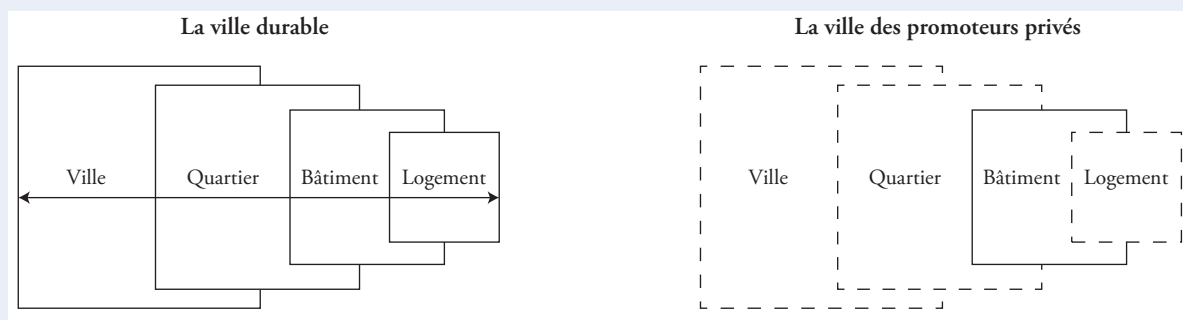 La ville durable
Ville Quartier Bâtiment Logement
La ville des promoteurs privés
Ville Quartier Bâtiment Logement